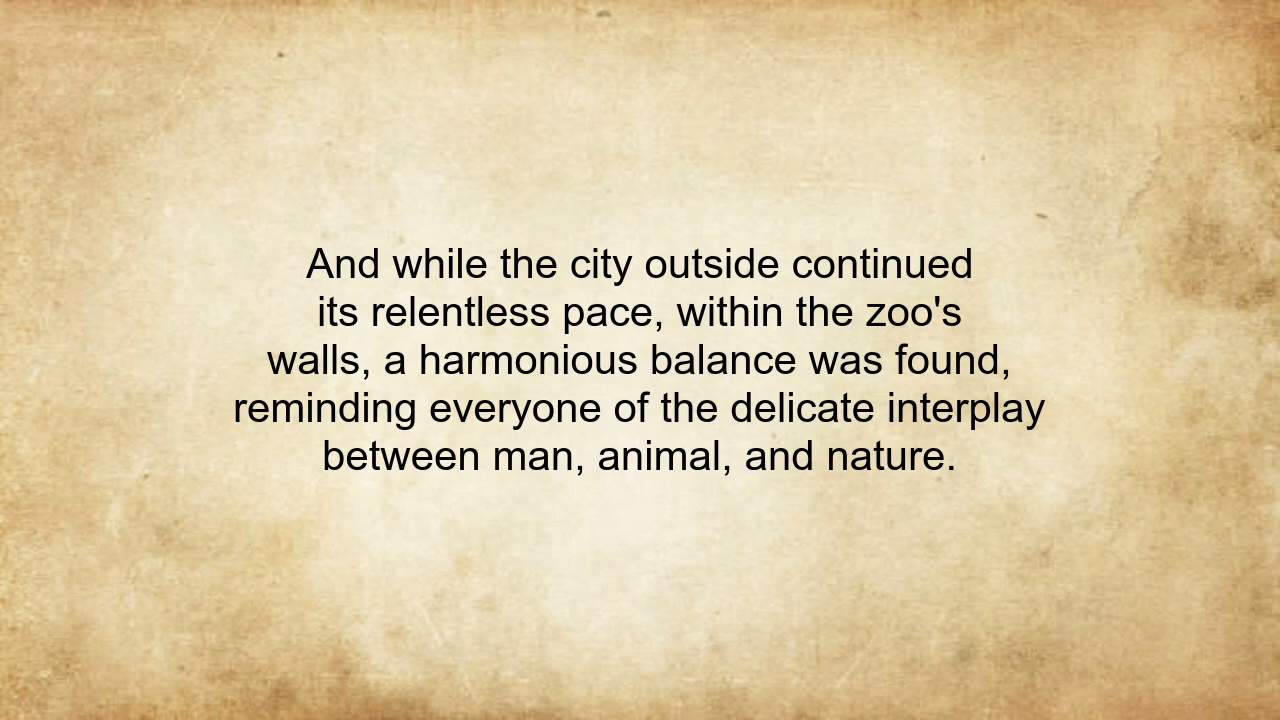 And while the city outside continued
its relentless pace, within the zoo's
walls, a harmonious balance was found,
reminding everyone of the delicate interplay
between man, animal, and nature.